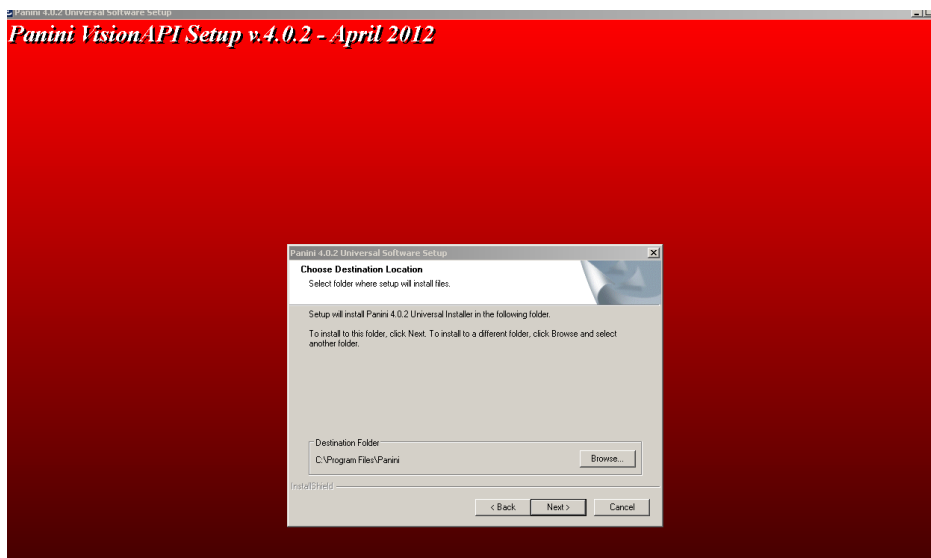 Panini 4.0.2 Universal Software Setup
Panini VisionAPI Setup v.4.0.2 - April 2012
Panini 4.0.2 Universal Software Setup
Choose Destination Location
Select folder where setup will install files.
Setup will install Panini 4.0.2 Universal Installer in the following folder.
To install to this folder, click Next. To install to a different folder, click Browse and select
another folder.
Destination Folder
C:\Program Files\Panini
Browse...
InstallShield
< Back
Next >
Cancel